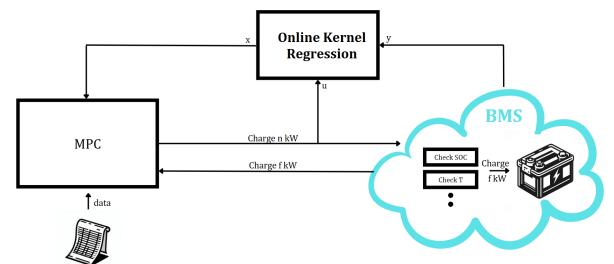 Online Kernel
Regression
x
y
u
MPC
Charge n kW
Charge f kW
BMS
Check SOC
Check T
Charge
f kW
data